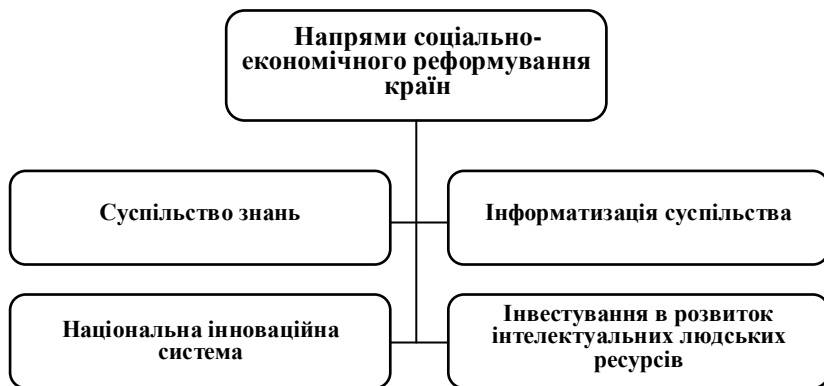 Напрями соціально-
економічного реформування
країн
Суспільство знань
Інформатизація суспільства
Національна інноваційна
система
Інвестування в розвиток
інтелектуальних людських
ресурсів